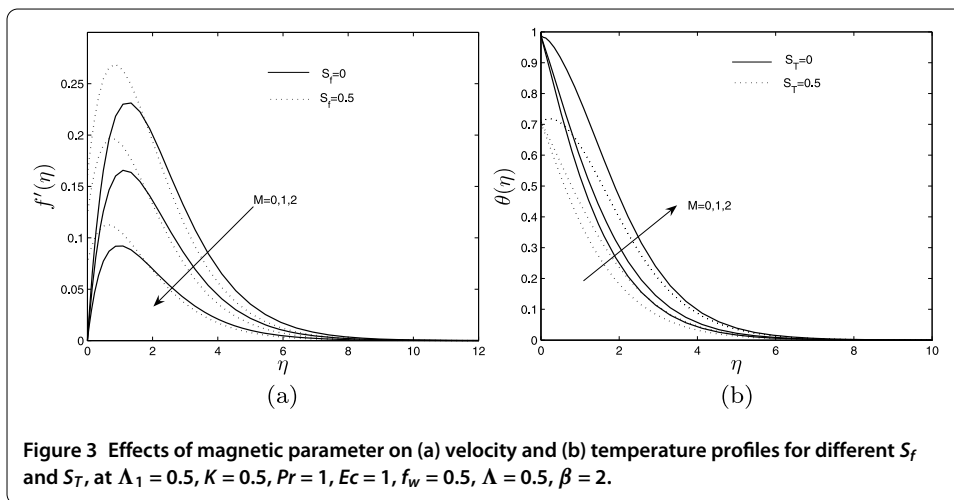 0.25
0.2
0.15
0.1
0.05
0
f′(η)
S_f=0
S_f=0.5
M=0,1,2
0 2 4 6 8 10 12
η
(a)
1
0.9
0.8
0.7
0.6
0.5
0.4
0.3
0.2
0.1
0
θ(η)
S_T=0
S_T=0.5
M=0,1,2
0 2 4 6 8 10
η
(b)
Figure 3 Effects of magnetic parameter on (a) velocity and (b) temperature profiles for different S_f
and S_T, at Λ₁ = 0.5, K = 0.5, Pr = 1, Ec = 1, f_w = 0.5, Λ = 0.5, β = 2.